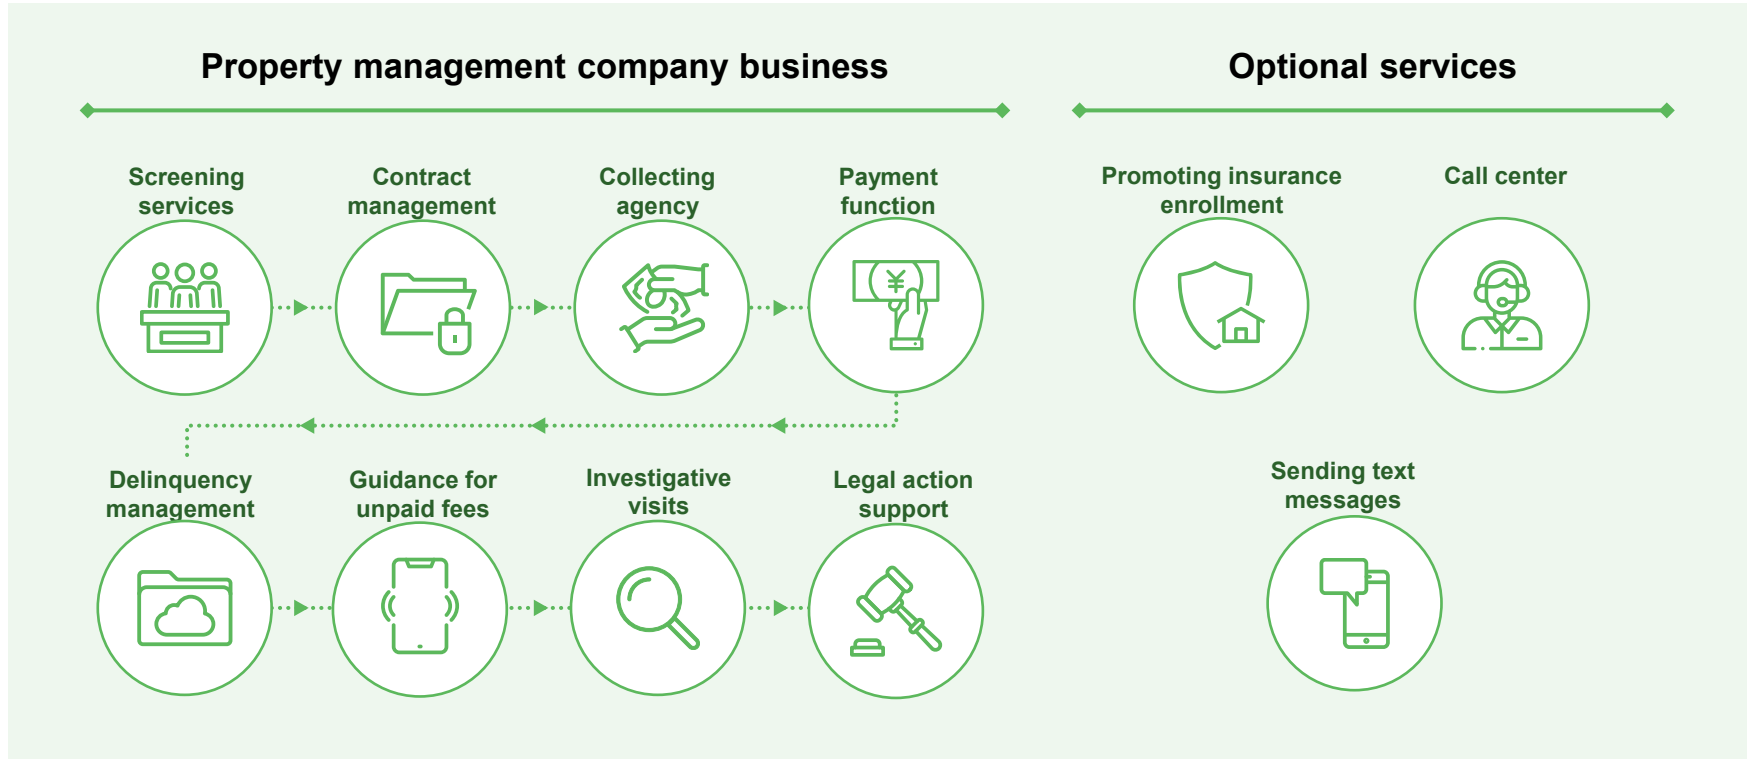 Property management company business
Optional services
Screening
services
Contract
management
Collecting
agency
Payment
function
Promoting insurance
enrollment
Call center
¥
Delinquency
management
Guidance for
unpaid fees
Investigative
visits
Legal action
support
Sending text
messages